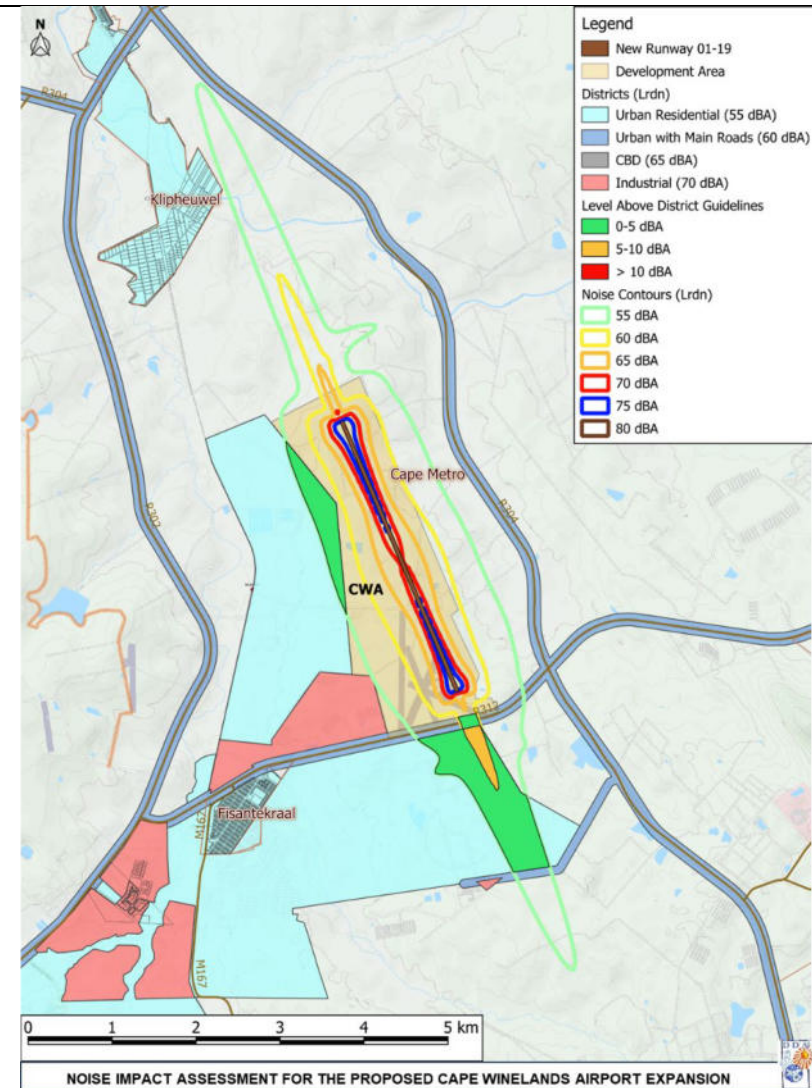 N
Legend
New Runway 01-19
Development Area
Districts (Lrdn)
Urban Residential (55 dBA)
Urban with Main Roads (60 dBA)
CBD (65 dBA)
Industrial (70 dBA)
Level Above District Guidelines
0-5 dBA
5-10 dBA
> 10 dBA
Noise Contours (Lrdn)
55 dBA
60 dBA
65 dBA
70 dBA
75 dBA
80 dBA
R304
Klipheuwel
Cape Metro
R302
R304
CWA
R312
Fisantekraal
M167
M167
0 1 2 3 4 5 km
NOISE IMPACT ASSESSMENT FOR THE PROPOSED CAPE WINELANDS AIRPORT EXPANSION